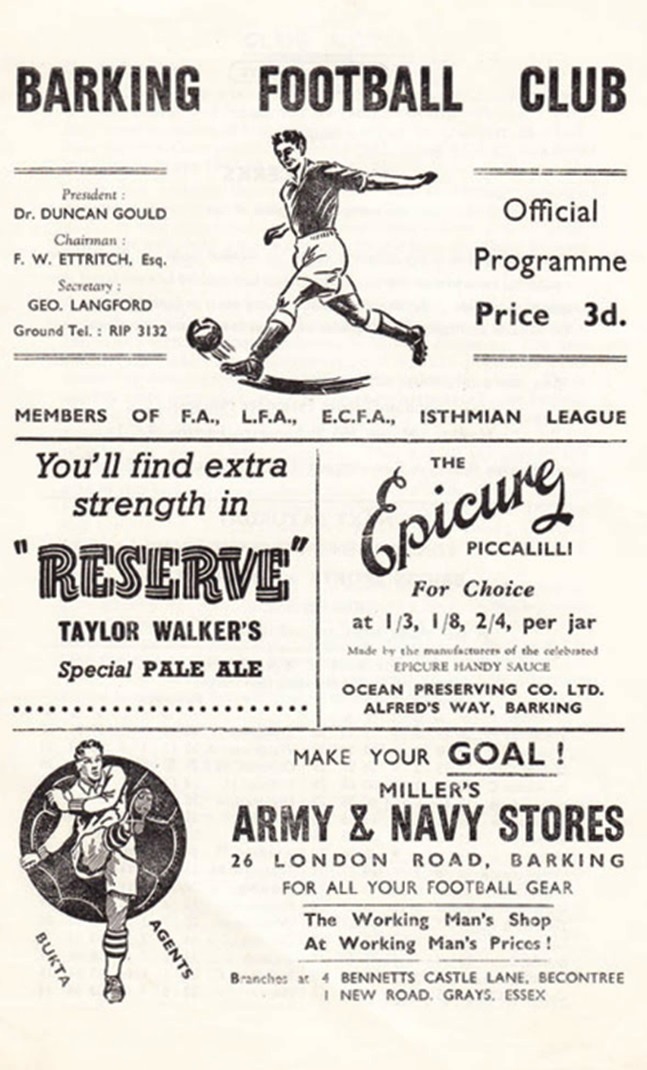 BARKING FOOTBALL CLUB
President :
Dr. DUNCAN GOULD
Chairman :
F. W. ETTRITCH, Esq.
Secretary :
GEO. LANGFORD
Ground Tel. : RIP 3132
Official
Programme
Price 3d.
MEMBERS OF F.A., L.F.A., E.C.F.A., ISTHMIAN LEAGUE
You'll find extra
strength in
"RESERVE"
TAYLOR WALKER'S
Special PALE ALE
THE
Epicure
PICCALILLI
For Choice
at 1/3, 1/8, 2/4, per jar
Made by the manufacturers of the celebrated
EPICURE HANDY SAUCE
OCEAN PRESERVING CO. LTD.
ALFRED'S WAY, BARKING
BUKTA AGENTS
MAKE YOUR GOAL !
MILLER'S
ARMY & NAVY STORES
26 LONDON ROAD, BARKING
FOR ALL YOUR FOOTBALL GEAR
The Working Man's Shop
At Working Man's Prices !
Branches at 4 BENNETTS CASTLE LANE, BECONTREE
1 NEW ROAD, GRAYS, ESSEX